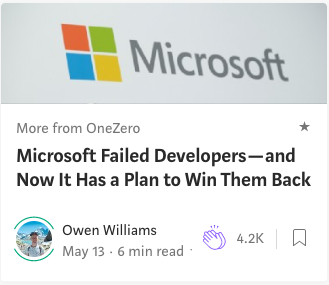 Microsoft
More from OneZero
Microsoft Failed Developers—and
Now It Has a Plan to Win Them Back
Owen Williams
May 13 · 6 min read
4.2K